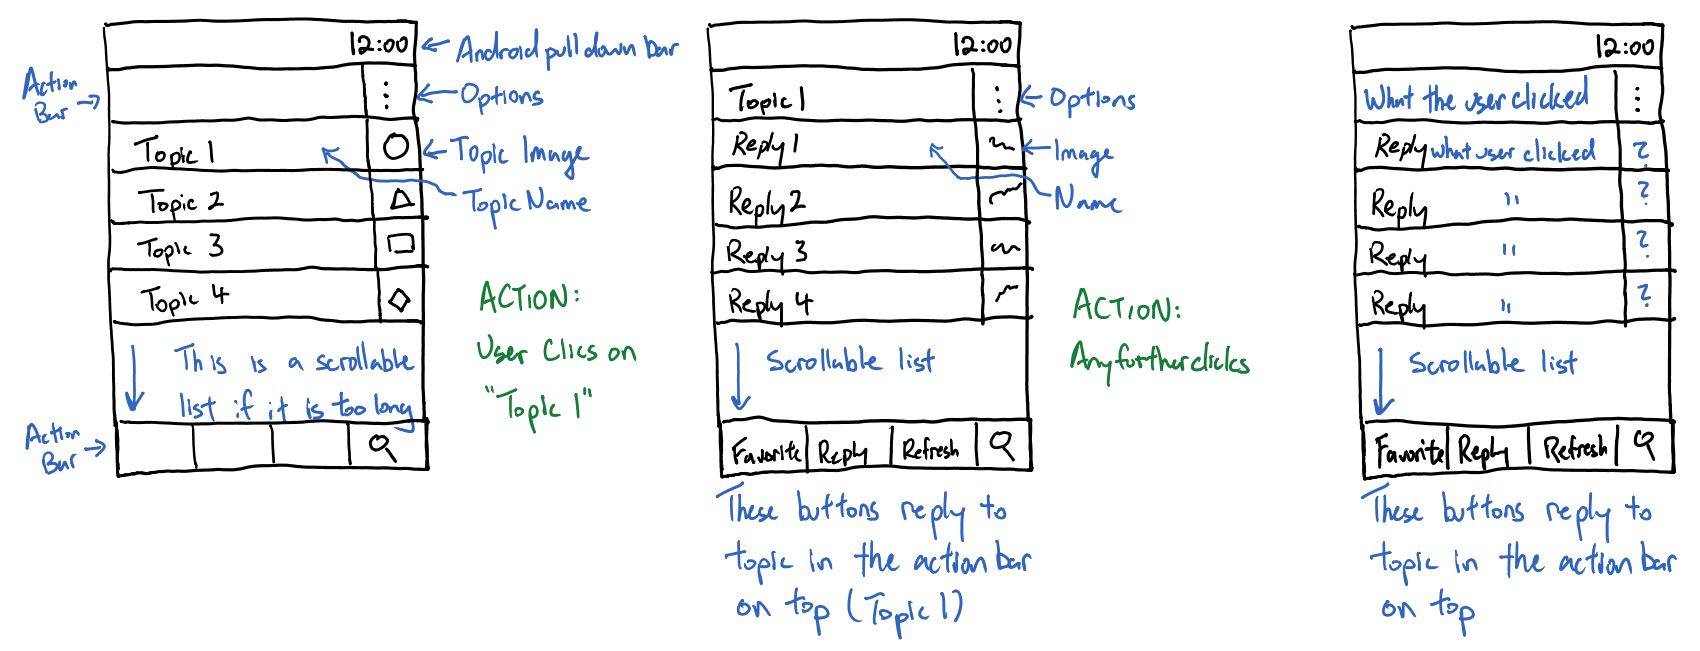 12:00
Android pull down bar
Action
Bar
Options
Topic 1
Topic Image
Topic 2
Topic Name
Topic 3
Topic 4
This is a scrollable
list if it is too long
Action
Bar
ACTION:
User Clics on
"Topic 1"
12:00
Topic 1
Options
Reply 1
Image
Reply 2
Name
Reply 3
Reply 4
Scrollable list
Favorite Reply Refresh
These buttons reply to
topic in the action bar
on top (Topic 1)
ACTION:
Any further clicks
12:00
What the user clicked
Reply what user clicked ?
Reply " ?
Reply " ?
Reply " ?
Scrollable list
Favorite Reply Refresh
These buttons reply to
topic in the action bar
on top